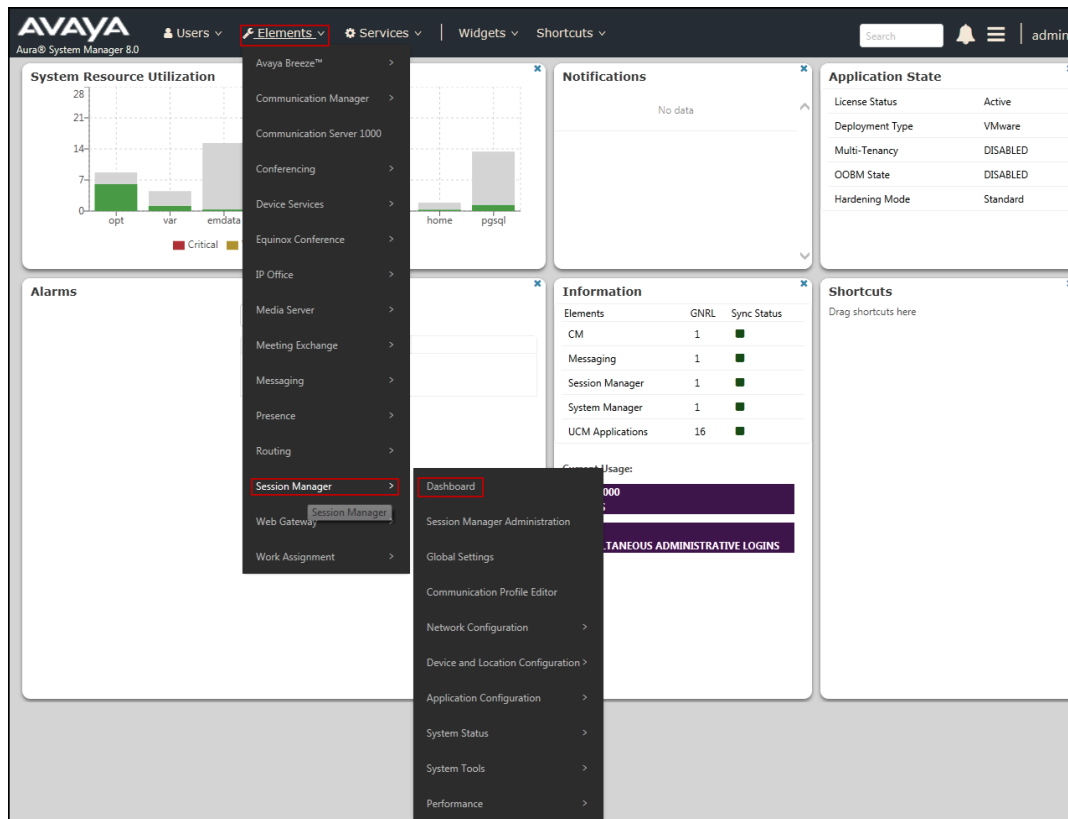 AVAYA
Aura® System Manager 8.0
Users
Elements
Services
Widgets
Shortcuts
Search
admin
System Resource Utilization
28
21
14
7
0
opt
var
emdata
home
pgsql
Critical
Notifications
No data
Application State
License Status Active
Deployment Type VMware
Multi-Tenancy DISABLED
OOBM State DISABLED
Hardening Mode Standard
Avaya Breeze™
Communication Manager
Communication Server 1000
Conferencing
Device Services
Equinox Conference
IP Office
Media Server
Meeting Exchange
Messaging
Presence
Routing
Session Manager
Session Manager
Web Gateway
Work Assignment
Dashboard
Session Manager Administration
Global Settings
Communication Profile Editor
Network Configuration
Device and Location Configuration
Application Configuration
System Status
System Tools
Performance
Alarms
Information
Elements GNRL Sync Status
CM 1
Messaging 1
Session Manager 1
System Manager 1
UCM Applications 16
Usage:
000
TANEOUS ADMINISTRATIVE LOGINS
Shortcuts
Drag shortcuts here